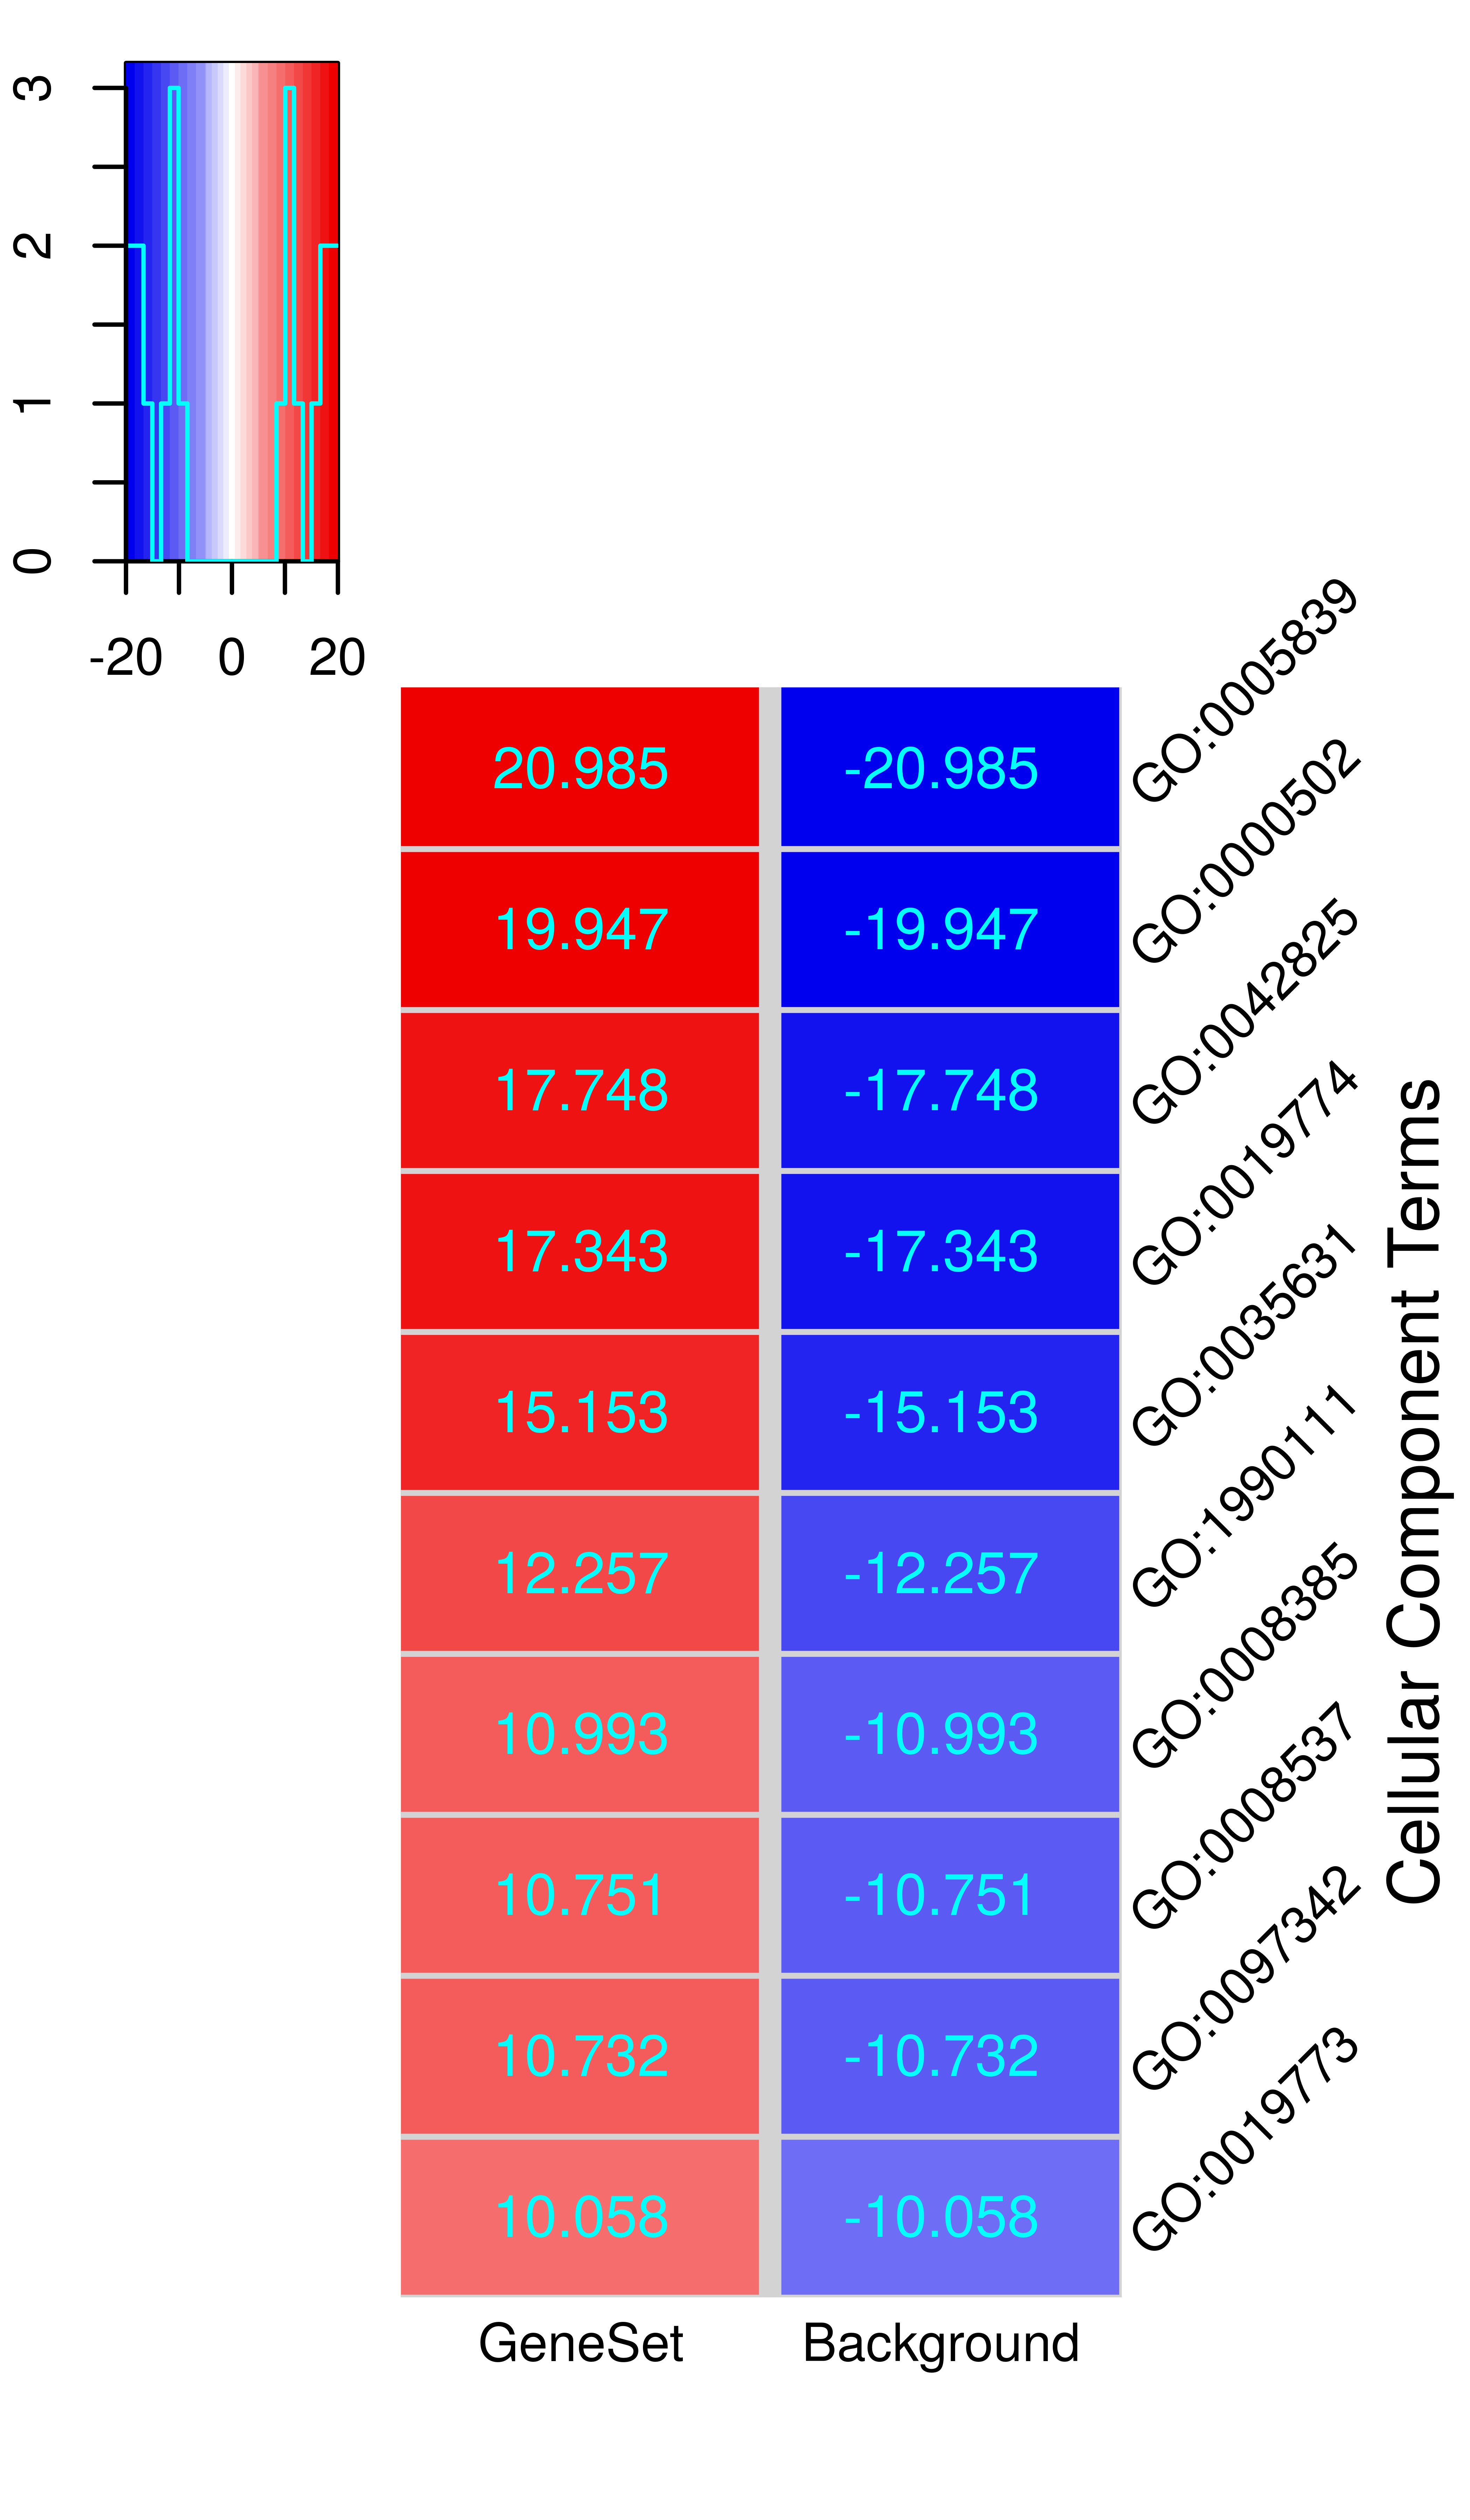 3
2
1
0
-20 0 20
20.985 -20.985 GO.0005839
19.947 -19.947 GO.0000502
17.748 -17.748 GO.0042825
17.343 -17.343 GO.0019774
15.153 -15.153 GO.0035631
12.257 -12.257 GO.1990111
10.993 -10.993 GO.0008385
10.751 -10.751 GO.0008537
10.732 -10.732 GO.0097342
10.058 -10.058 GO.0019773
GeneSet Background
Cellular Component Terms